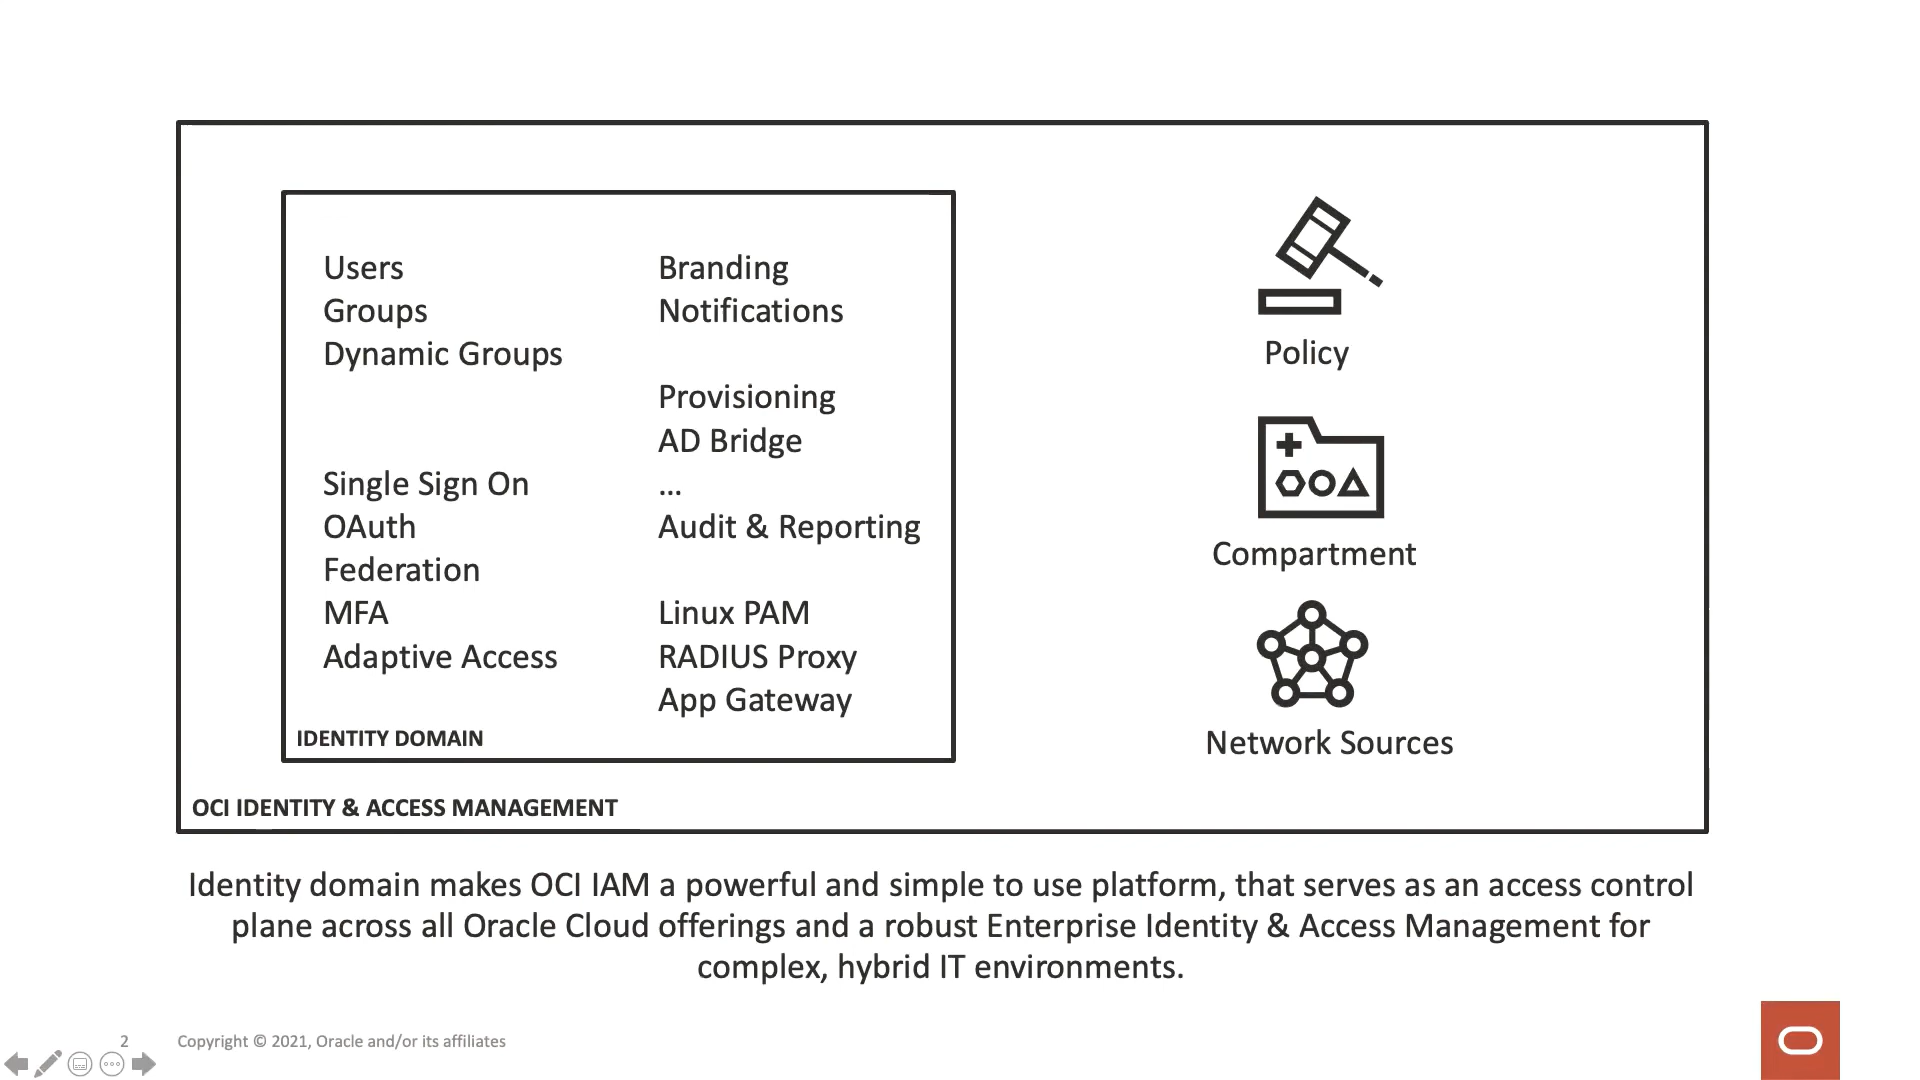 Users
Groups
Dynamic Groups
Single Sign On
OAuth
Federation
MFA
Adaptive Access
Branding
Notifications
Provisioning
AD Bridge
...
Audit & Reporting
Linux PAM
RADIUS Proxy
App Gateway
IDENTITY DOMAIN
Policy
Compartment
Network Sources
OCI IDENTITY & ACCESS MANAGEMENT
Identity domain makes OCI IAM a powerful and simple to use platform, that serves as an access control
plane across all Oracle Cloud offerings and a robust Enterprise Identity & Access Management for
complex, hybrid IT environments.
2
Copyright © 2021, Oracle and/or its affiliates